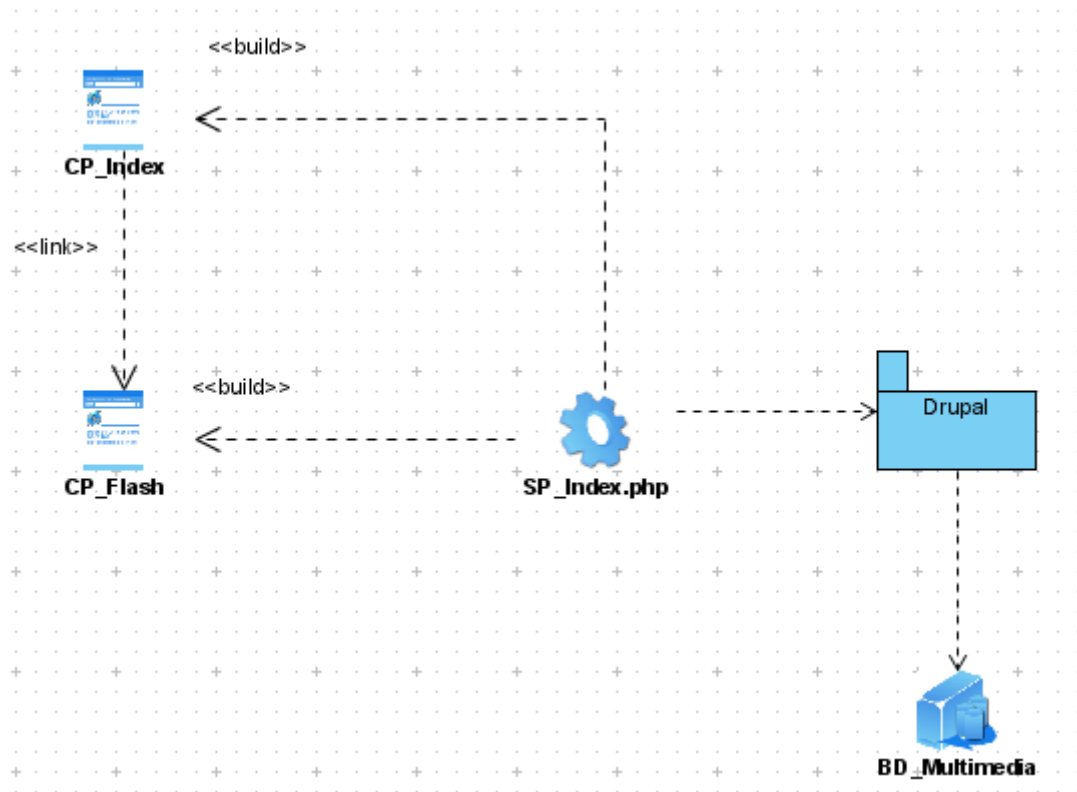 <<build>>
CP_Index
<<link>>
<<build>>
Drupal
CP_Flash
SP_Index.php
BD_Multimedia